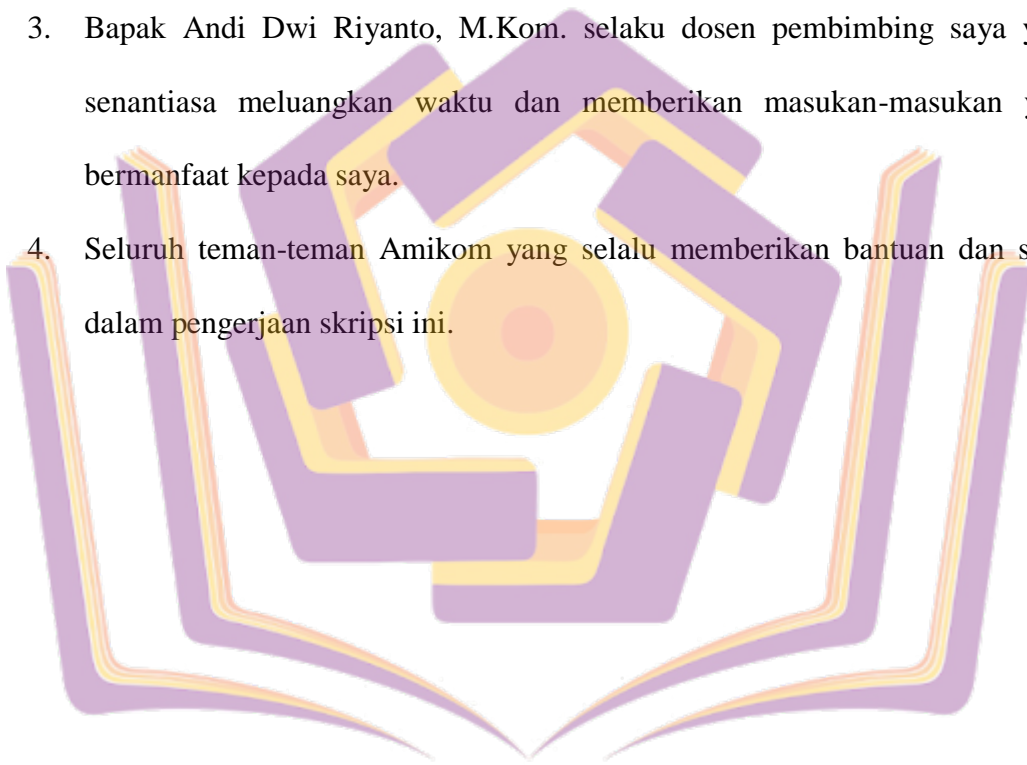 3. Bapak Andi Dwi Riyanto, M.Kom. selaku dosen pembimbing saya
senantiasa meluangkan waktu dan memberikan masukan-masukan
bermanfaat kepada saya.
4. Seluruh teman-teman Amikom yang selalu memberikan bantuan dan
dalam pengerjaan skripsi ini.